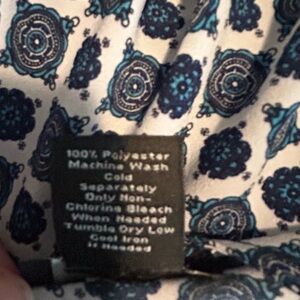 100% Polyester
Machine Wash
Cold
Separately
Only Non-
Chlorine Bleach
When Needed
Tumble Dry Low
Cool Iron
If Needed